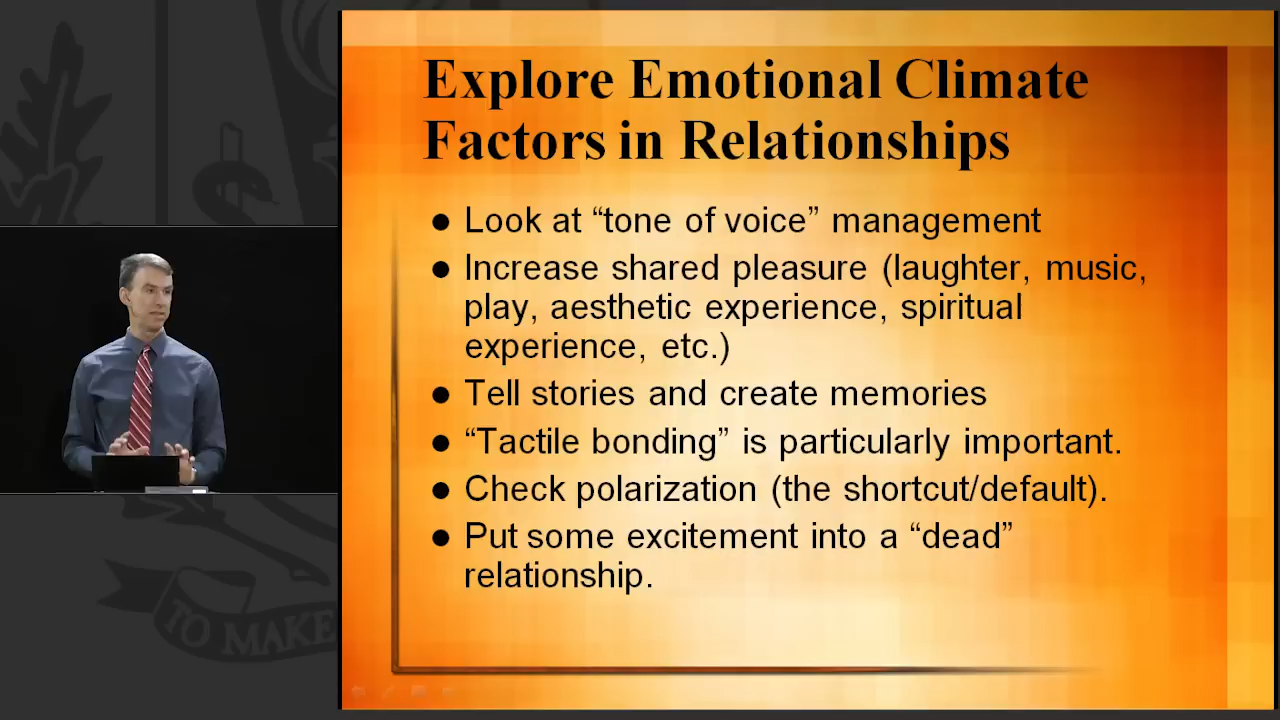 Explore Emotional Climate
Factors in Relationships
● Look at “tone of voice” management
● Increase shared pleasure (laughter, music,
play, aesthetic experience, spiritual
experience, etc.)
● Tell stories and create memories
● “Tactile bonding” is particularly important.
● Check polarization (the shortcut/default).
● Put some excitement into a “dead”
relationship.
TO MAKE